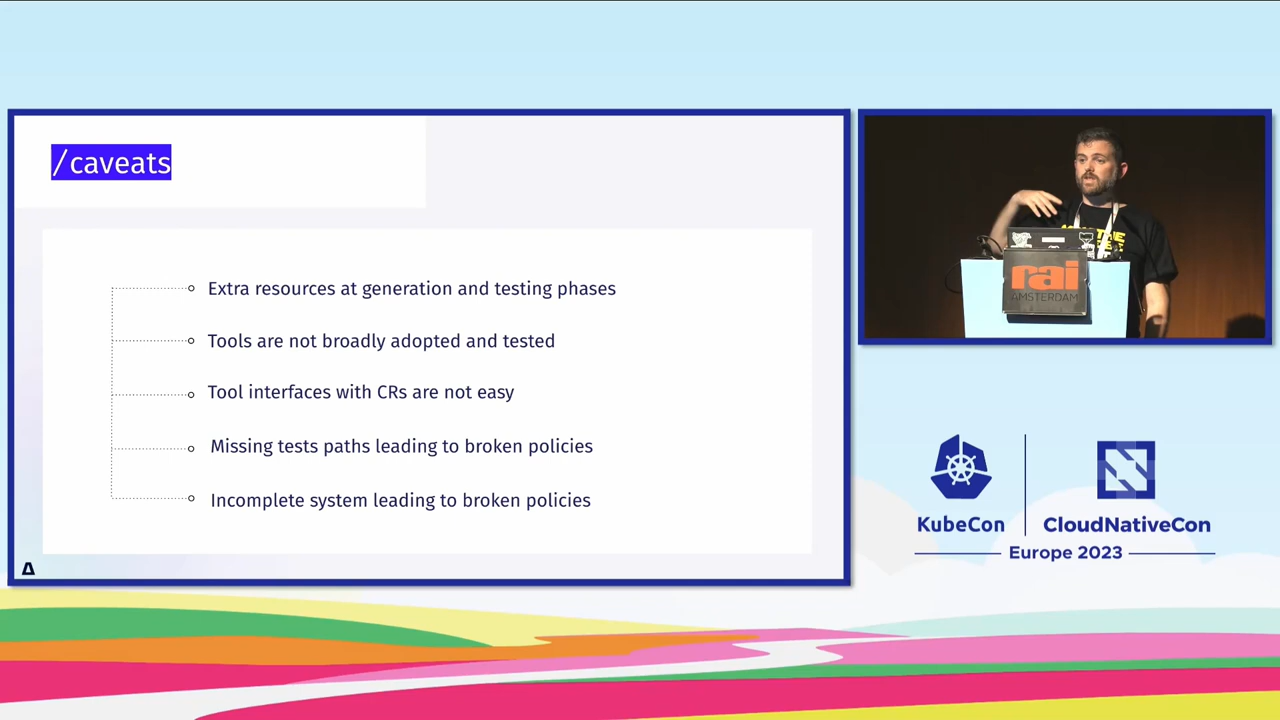 /caveats
Extra resources at generation and testing phases
Tools are not broadly adopted and tested
Tool interfaces with CRs are not easy
Missing tests paths leading to broken policies
Incomplete system leading to broken policies
rai
AMSTERDAM
KubeCon
CloudNativeCon
Europe 2023